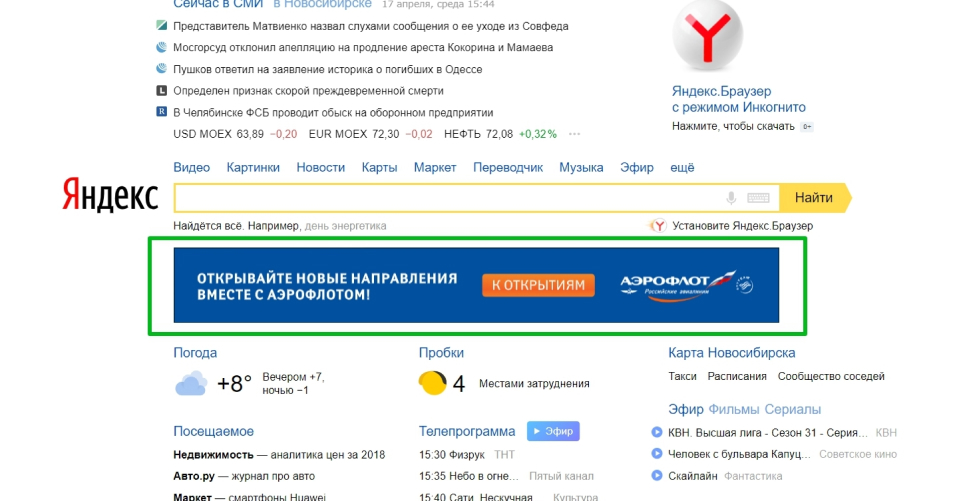 Сейчас в СМИ в Новосибирске 17 апреля, среда 15:44
Представитель Матвиенко назвал слухами сообщения о ее уходе из Совфеда
Мосгорсуд отклонил апелляцию на продление ареста Кокорина и Мамаева
Пушков ответил на заявление историка о погибших в Одессе
Определен признак скорой преждевременной смерти
В Челябинске ФСБ проводит обыск на оборонном предприятии
USD MOEX 63,89 −0,20 EUR MOEX 72,30 −0,02 НЕФТЬ 72,08 +0,32% ···
Яндекс.Браузер
с режимом Инкогнито
Нажмите, чтобы скачать 0+
Видео Картинки Новости Карты Маркет Переводчик Музыка Эфир ещё
Яндекс
Найти
Найдётся всё. Например, день энергетика
Установите Яндекс.Браузер
ОТКРЫВАЙТЕ НОВЫЕ НАПРАВЛЕНИЯ
ВМЕСТЕ С АЭРОФЛОТОМ!
К ОТКРЫТИЯМ
АЭРОФЛОТ
Российские авиалинии
Погода
+8° Вечером +7,
ночью −1
Пробки
4 Местами затруднения
Карта Новосибирска
Такси Расписания Сообщество соседей
Посещаемое
Недвижимость — аналитика цен за 2018
Авто.ру — журнал про авто
Маркет — смартфоны Huawei
Телепрограмма Эфир
15:30 Физрук ТНТ
15:35 Небо в огне... Пятый канал
15:40 Сати. Нескучная Культура
Эфир Фильмы Сериалы
КВН. Высшая лига - Сезон 31 - Серия... КВН
Человек с бульвара Капуц... Советское кино
Скайлайн Фантастика